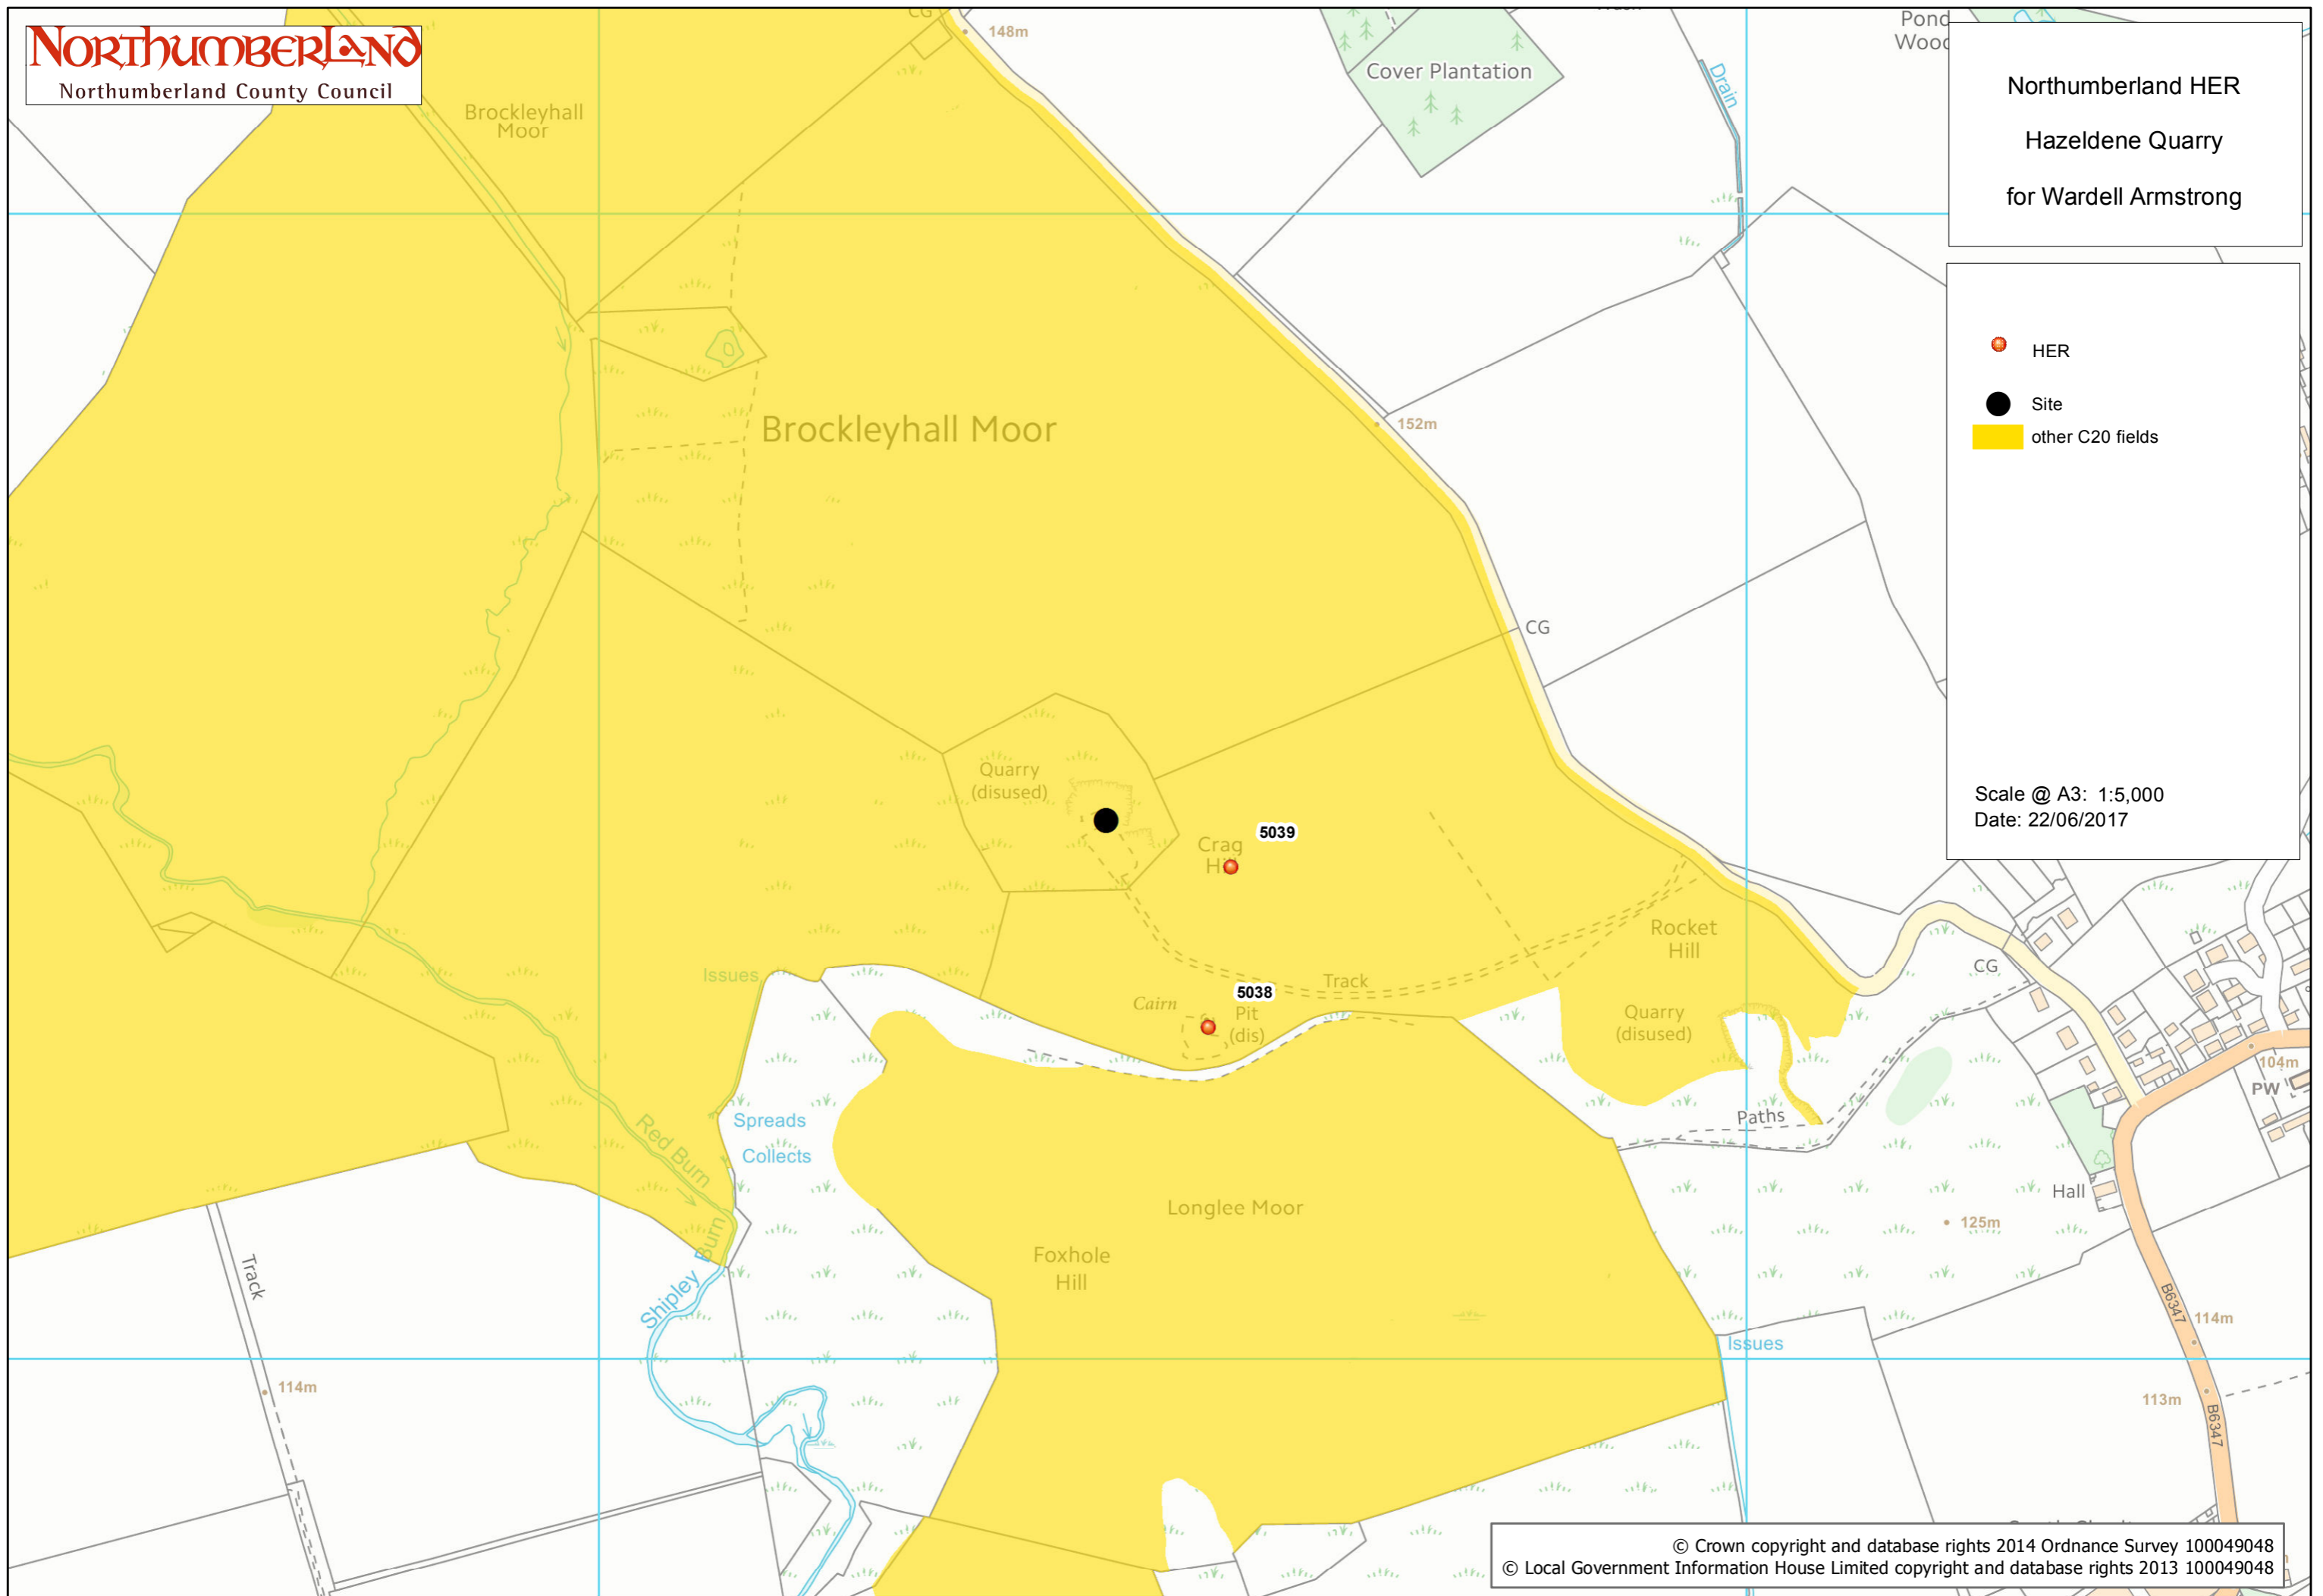 NORTHUMBERLAND
Northumberland County Council
Northumberland HER
Hazeldene Quarry
for Wardell Armstrong
HER
Site
other C20 fields
Scale @ A3: 1:5,000
Date: 22/06/2017
CG
148m
Cover Plantation
Drain
Pond
Brockleyhall
Moor
Brockleyhall Moor
152m
CG
Quarry
(disused)
5039
Crag
Hill
Rocket
Hill
CG
Issues
Track
Cairn
5038
Pit
(dis)
Quarry
(disused)
104m
PW
Paths
Spreads
Collects
Red Burn
Hall
125m
Longlee Moor
Foxhole
Hill
Track
Shipley Burn
B6347
114m
Issues
114m
113m
B6347
© Crown copyright and database rights 2014 Ordnance Survey 100049048
© Local Government Information House Limited copyright and database rights 2013 100049048